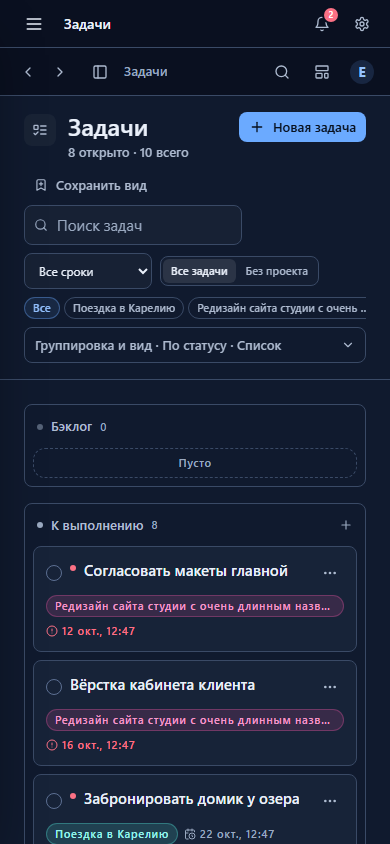 Задачи
2
Задачи
E
Задачи
Новая задача
8 открыто · 10 всего
Сохранить вид
Поиск задач
Все сроки
Все задачи
Без проекта
Все
Поездка в Карелию
Редизайн сайта студии с очень ..
Группировка и вид · По статусу · Список
Бэклог 0
Пусто
К выполнению 8
Согласовать макеты главной
Редизайн сайта студии с очень длинным назв...
12 окт., 12:47
Вёрстка кабинета клиента
Редизайн сайта студии с очень длинным назв...
16 окт., 12:47
Забронировать домик у озера
Поездка в Карелию
22 окт., 12:47